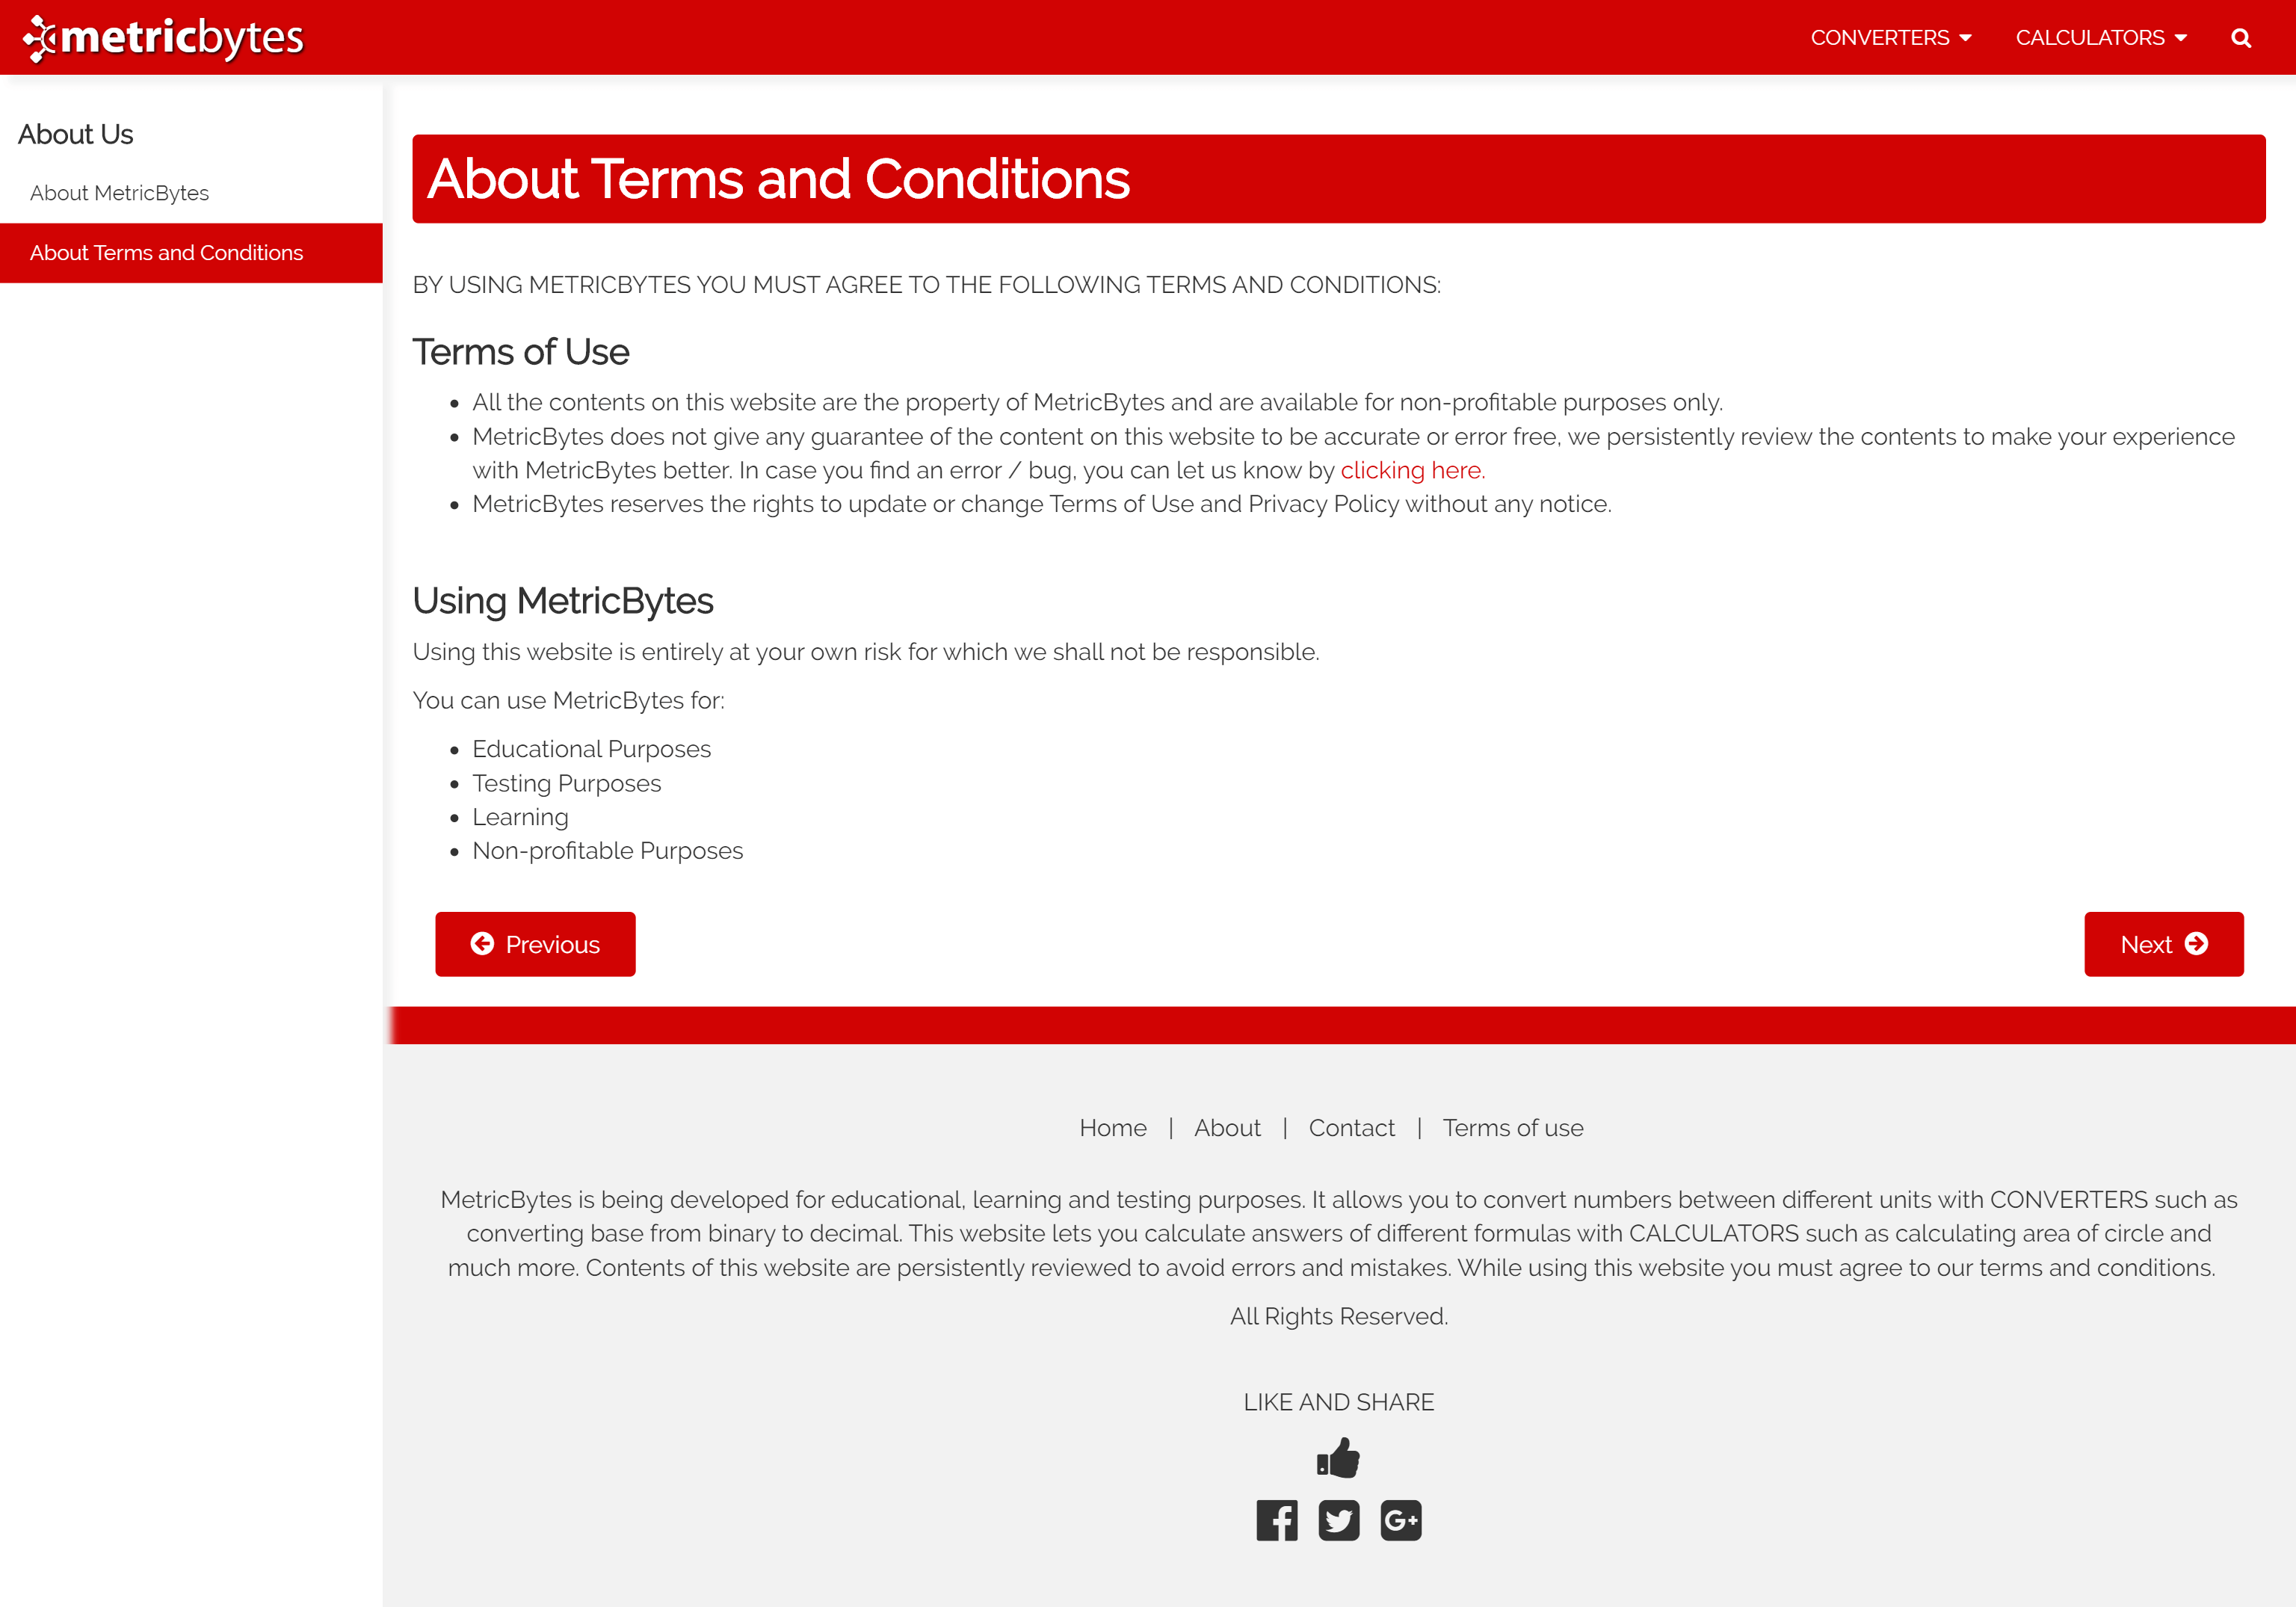 metricbytes
CONVERTERS
CALCULATORS
About Us
About MetricBytes
About Terms and Conditions
About Terms and Conditions
BY USING METRICBYTES YOU MUST AGREE TO THE FOLLOWING TERMS AND CONDITIONS:
Terms of Use
All the contents on this website are the property of MetricBytes and are available for non-profitable purposes only.
MetricBytes does not give any guarantee of the content on this website to be accurate or error free, we persistently review the contents to make your experience
with MetricBytes better. In case you find an error / bug, you can let us know by clicking here.
MetricBytes reserves the rights to update or change Terms of Use and Privacy Policy without any notice.
Using MetricBytes
Using this website is entirely at your own risk for which we shall not be responsible.
You can use MetricBytes for:
Educational Purposes
Testing Purposes
Learning
Non-profitable Purposes
Previous
Next
Home | About | Contact | Terms of use
MetricBytes is being developed for educational, learning and testing purposes. It allows you to convert numbers between different units with CONVERTERS such as
converting base from binary to decimal. This website lets you calculate answers of different formulas with CALCULATORS such as calculating area of circle and
much more. Contents of this website are persistently reviewed to avoid errors and mistakes. While using this website you must agree to our terms and conditions.
All Rights Reserved.
LIKE AND SHARE